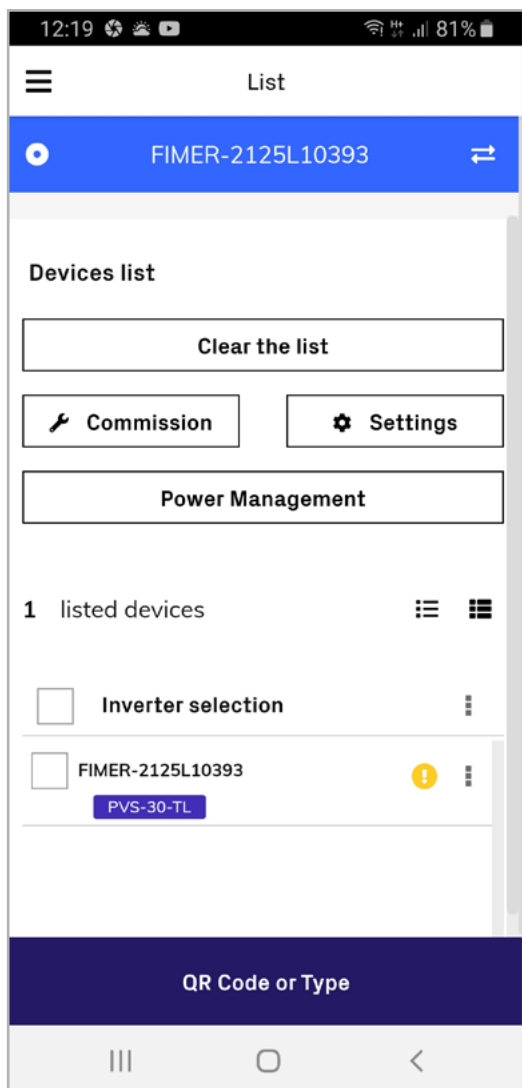 12:19 H+ 81%
List
FIMER-2125L10393
Devices list
Clear the list
Commission Settings
Power Management
1 listed devices
Inverter selection
FIMER-2125L10393
PVS-30-TL
QR Code or Type